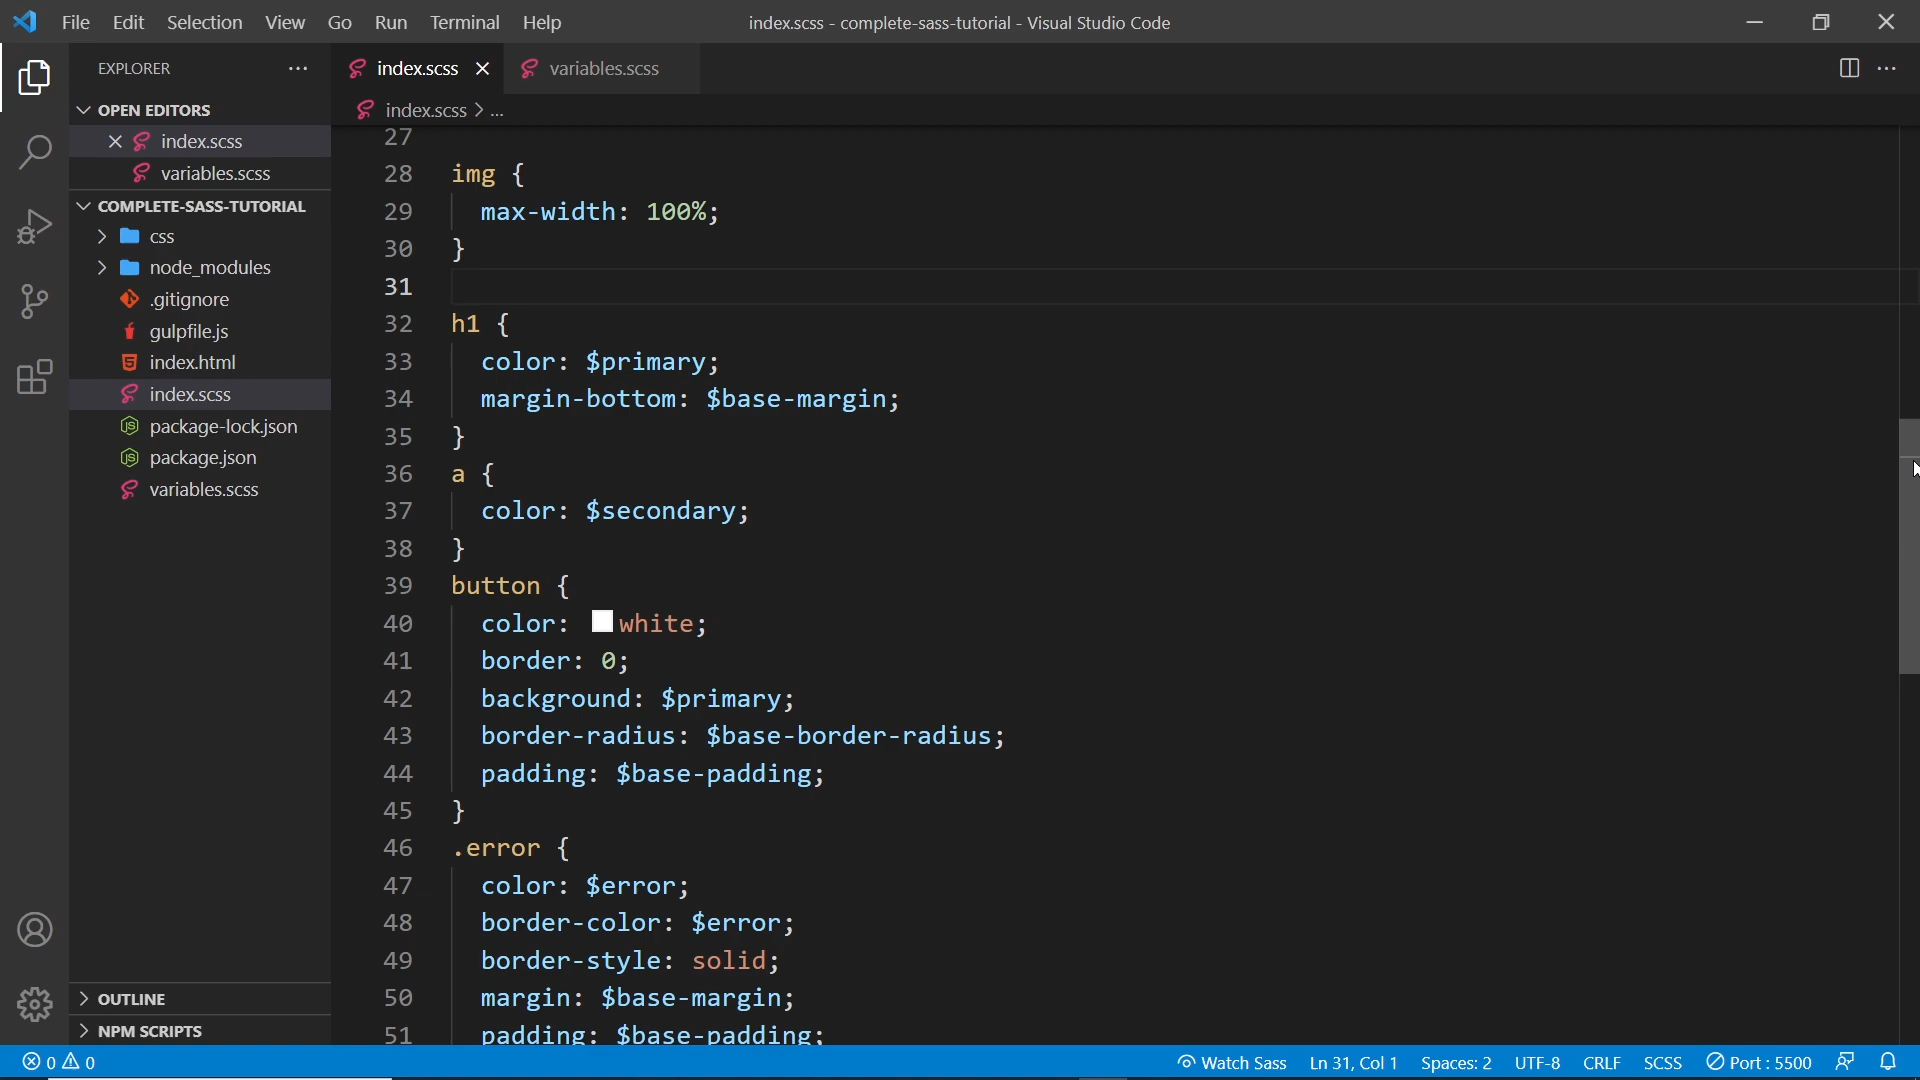 File Edit Selection View Go Run Terminal Help
index.scss - complete-sass-tutorial - Visual Studio Code
EXPLORER
OPEN EDITORS
index.scss
variables.scss
COMPLETE-SASS-TUTORIAL
css
node_modules
.gitignore
gulpfile.js
index.html
index.scss
package-lock.json
package.json
variables.scss
OUTLINE
NPM SCRIPTS
index.scss variables.scss
index.scss > ...
27
28 img {
29 max-width: 100%;
30 }
31
32 h1 {
33 color: $primary;
34 margin-bottom: $base-margin;
35 }
36 a {
37 color: $secondary;
38 }
39 button {
40 color: white;
41 border: 0;
42 background: $primary;
43 border-radius: $base-border-radius;
44 padding: $base-padding;
45 }
46 .error {
47 color: $error;
48 border-color: $error;
49 border-style: solid;
50 margin: $base-margin;
51 padding: $base-padding;
0 0 Watch Sass Ln 31, Col 1 Spaces: 2 UTF-8 CRLF SCSS Port : 5500